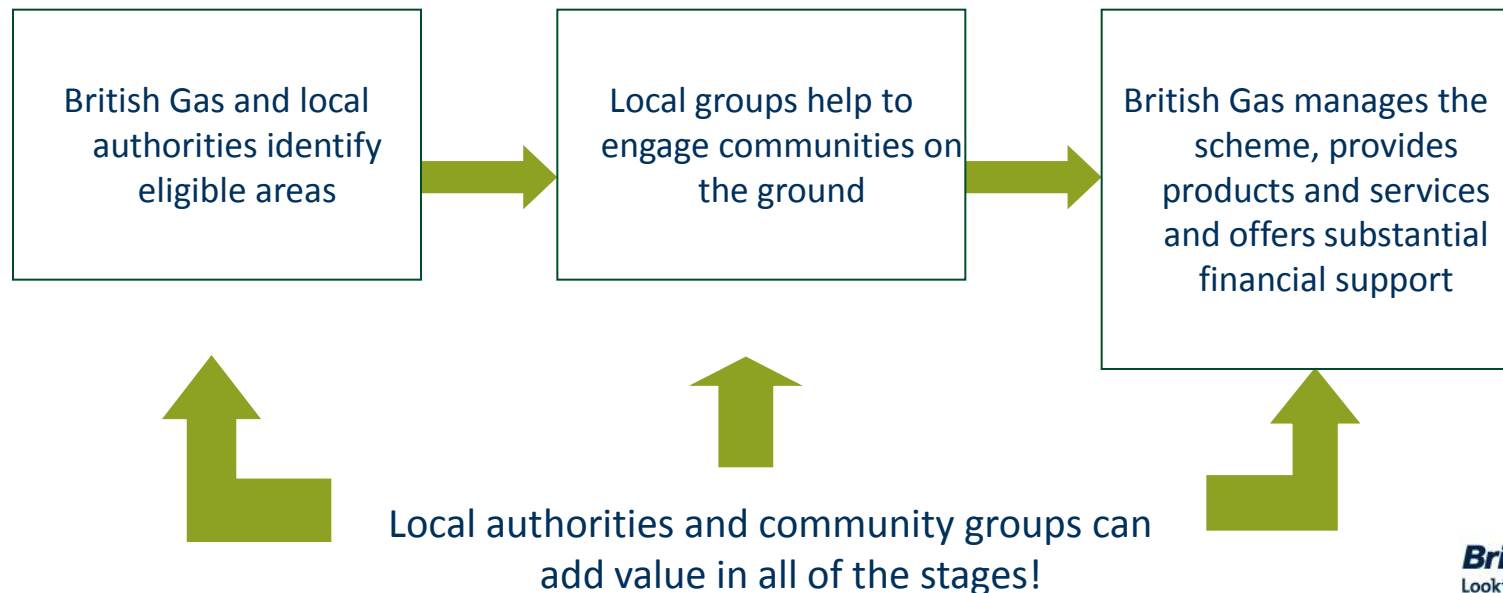 British Gas and local
authorities identify
eligible areas
Local groups help to
engage communities on
the ground
British Gas manages the
scheme, provides
products and services
and offers substantial
financial support
Local authorities and community groups can
add value in all of the stages!